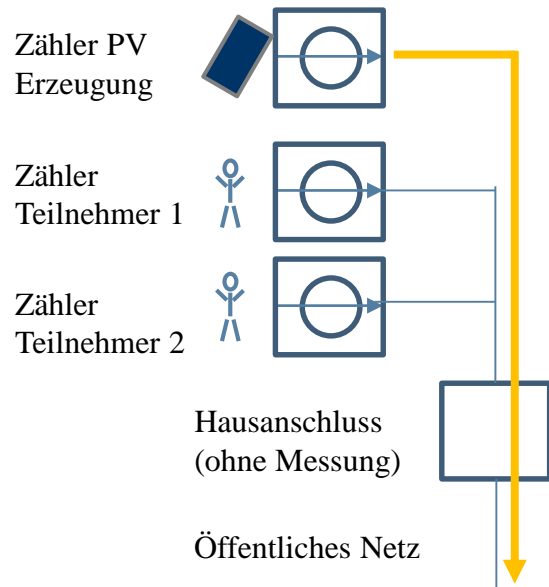 Zähler PV
Erzeugung
Zähler
Teilnehmer 1
Zähler
Teilnehmer 2
Hausanschluss
(ohne Messung)
Öffentliches Netz